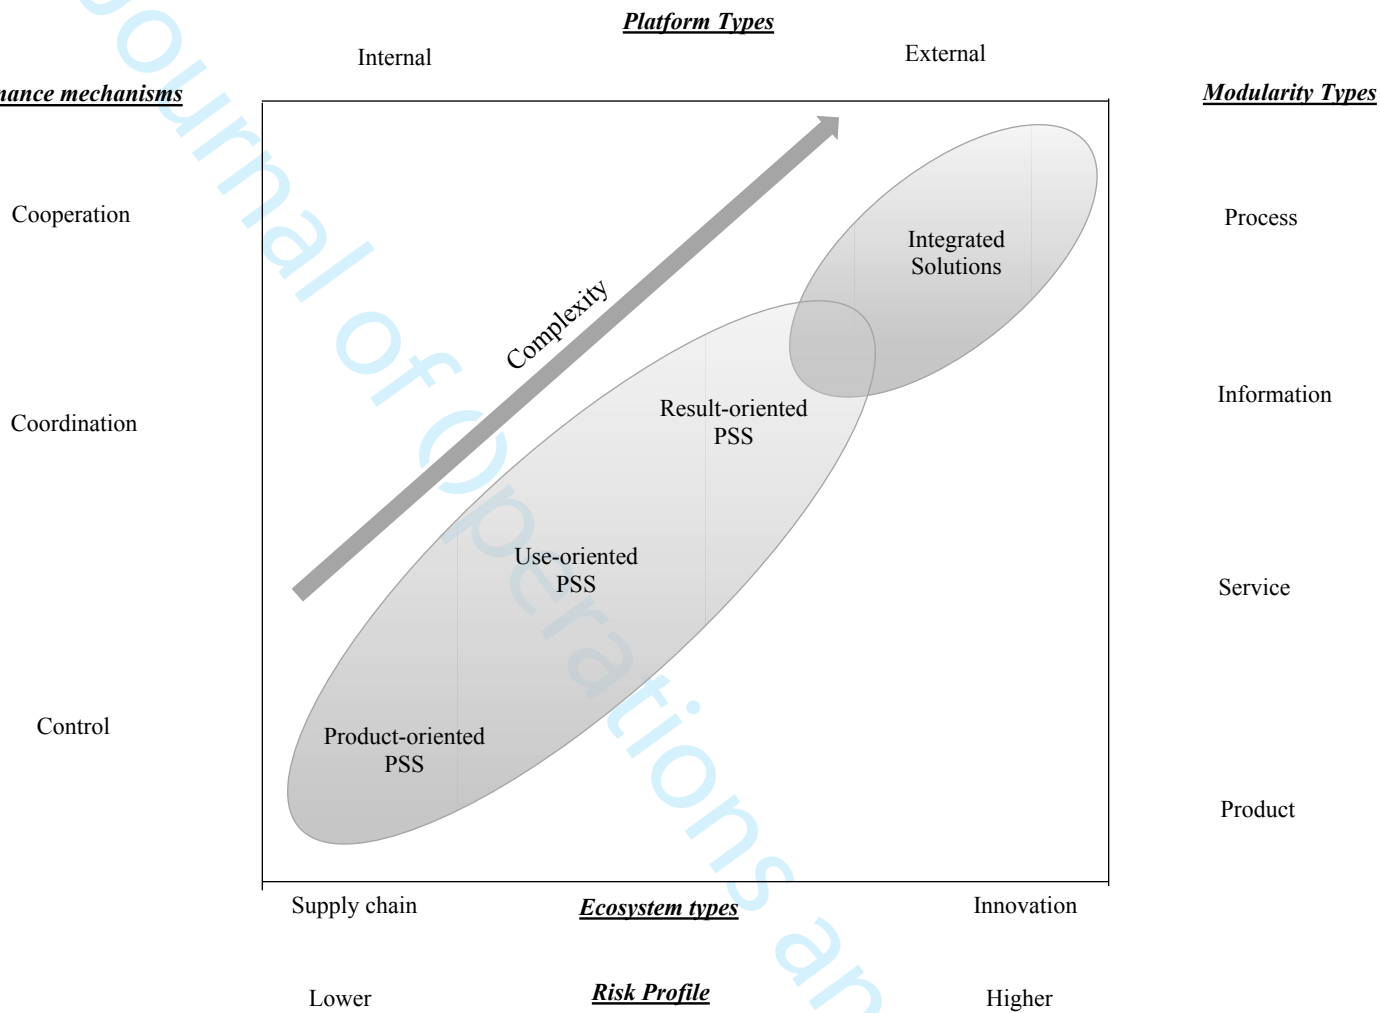 Platform Types
Internal
External
nance mechanisms
Modularity Types
Cooperation
Process
Integrated
Solutions
Complexity
Result-oriented
PSS
Information
Coordination
Use-oriented
PSS
Service
Control
Product-oriented
PSS
Product
Supply chain
Ecosystem types
Innovation
Lower
Risk Profile
Higher
ournal of Operations an